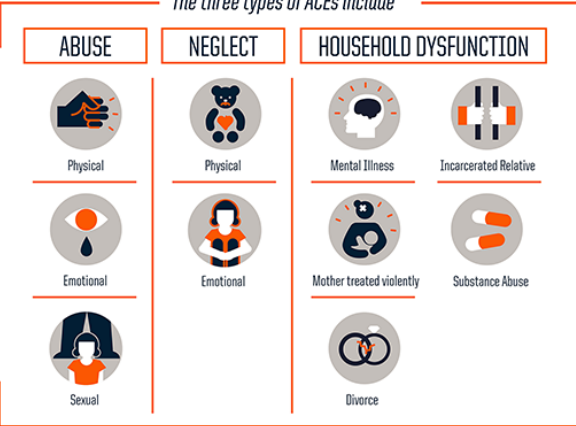 The three types of ACEs include
ABUSE
NEGLECT
HOUSEHOLD DYSFUNCTION
Physical
Physical
Mental Illness
Incarcerated Relative
Emotional
Emotional
Mother treated violently
Substance Abuse
Sexual
Divorce